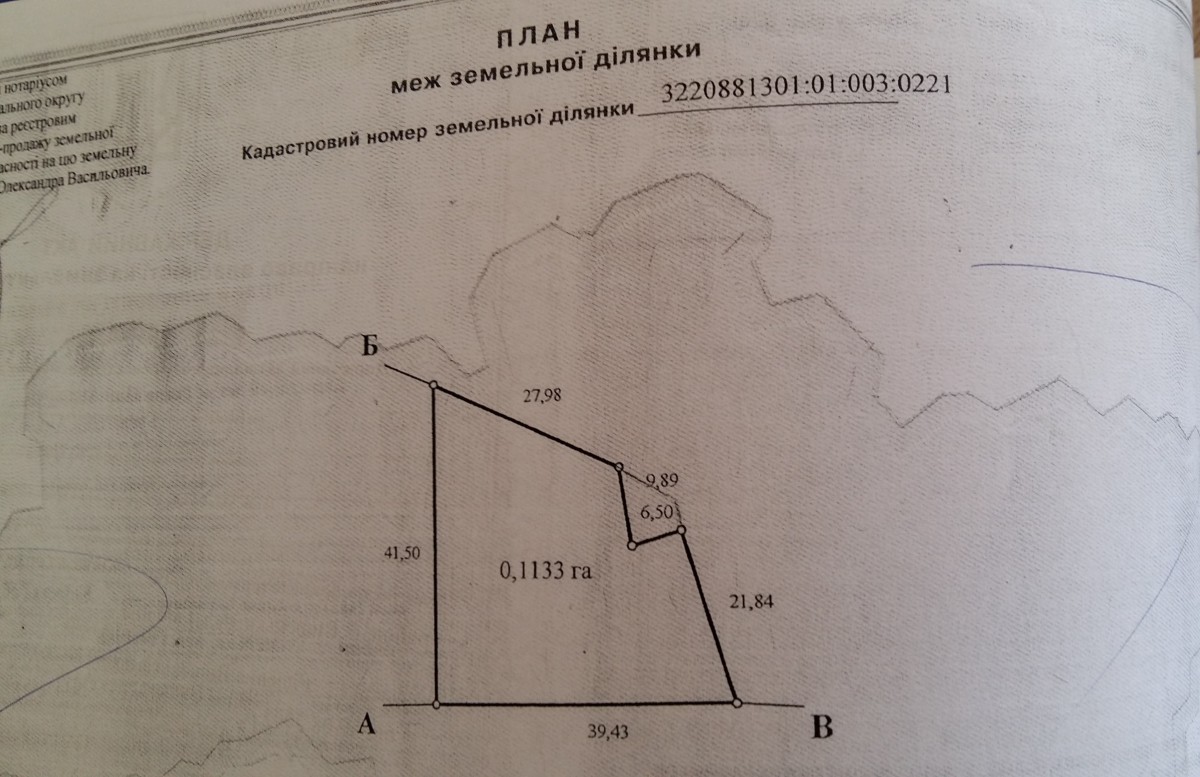 ПЛАН
меж земельної ділянки
Кадастровий номер земельної ділянки 3220881301:01:003:0221
нотаріусом
ального округу
за реєстровим
-продажу земельної
асності на цю земельну
Олександра Васильовича.
Б
27,98
9,89
6,50
41,50
0,1133 га
21,84
А
39,43
В